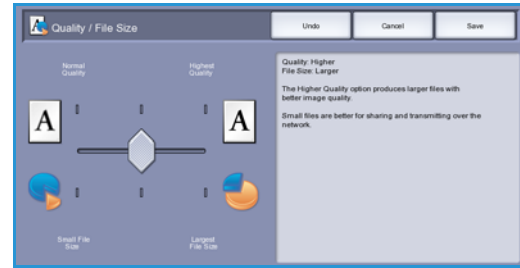 Quality / File Size
Undo
Cancel
Save
Normal
Quality
Highest
Quality
A
A
Small File
Size
Largest
File Size
Quality: Higher
File Size: Larger
The Higher Quality option produces larger files with
better image quality.
Small files are better for sharing and transmitting over the
network.